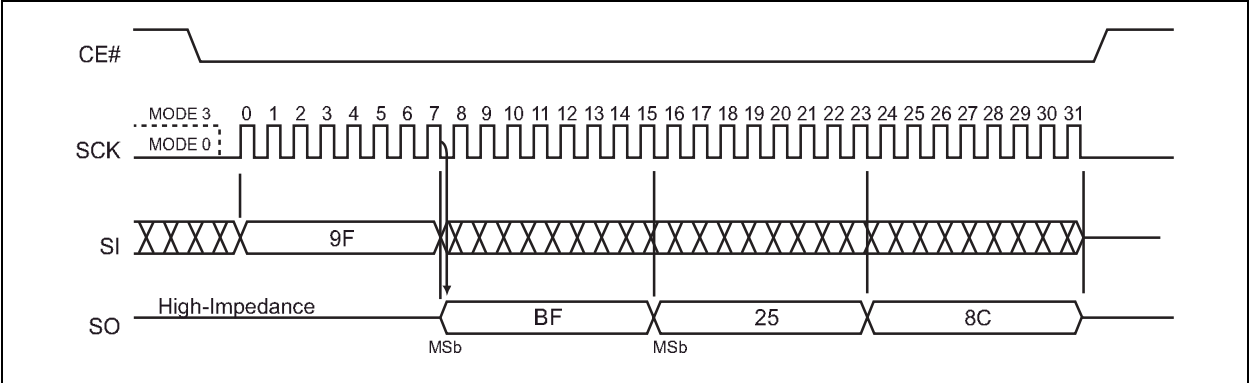 CE#
MODE 3
0 1 2 3 4 5 6 7 8 9 10 11 12 13 14 15 16 17 18 19 20 21 22 23 24 25 26 27 28 29 30 31
SCK
MODE 0
SI
9F
High-Impedance
SO
BF
25
8C
MSb
MSb